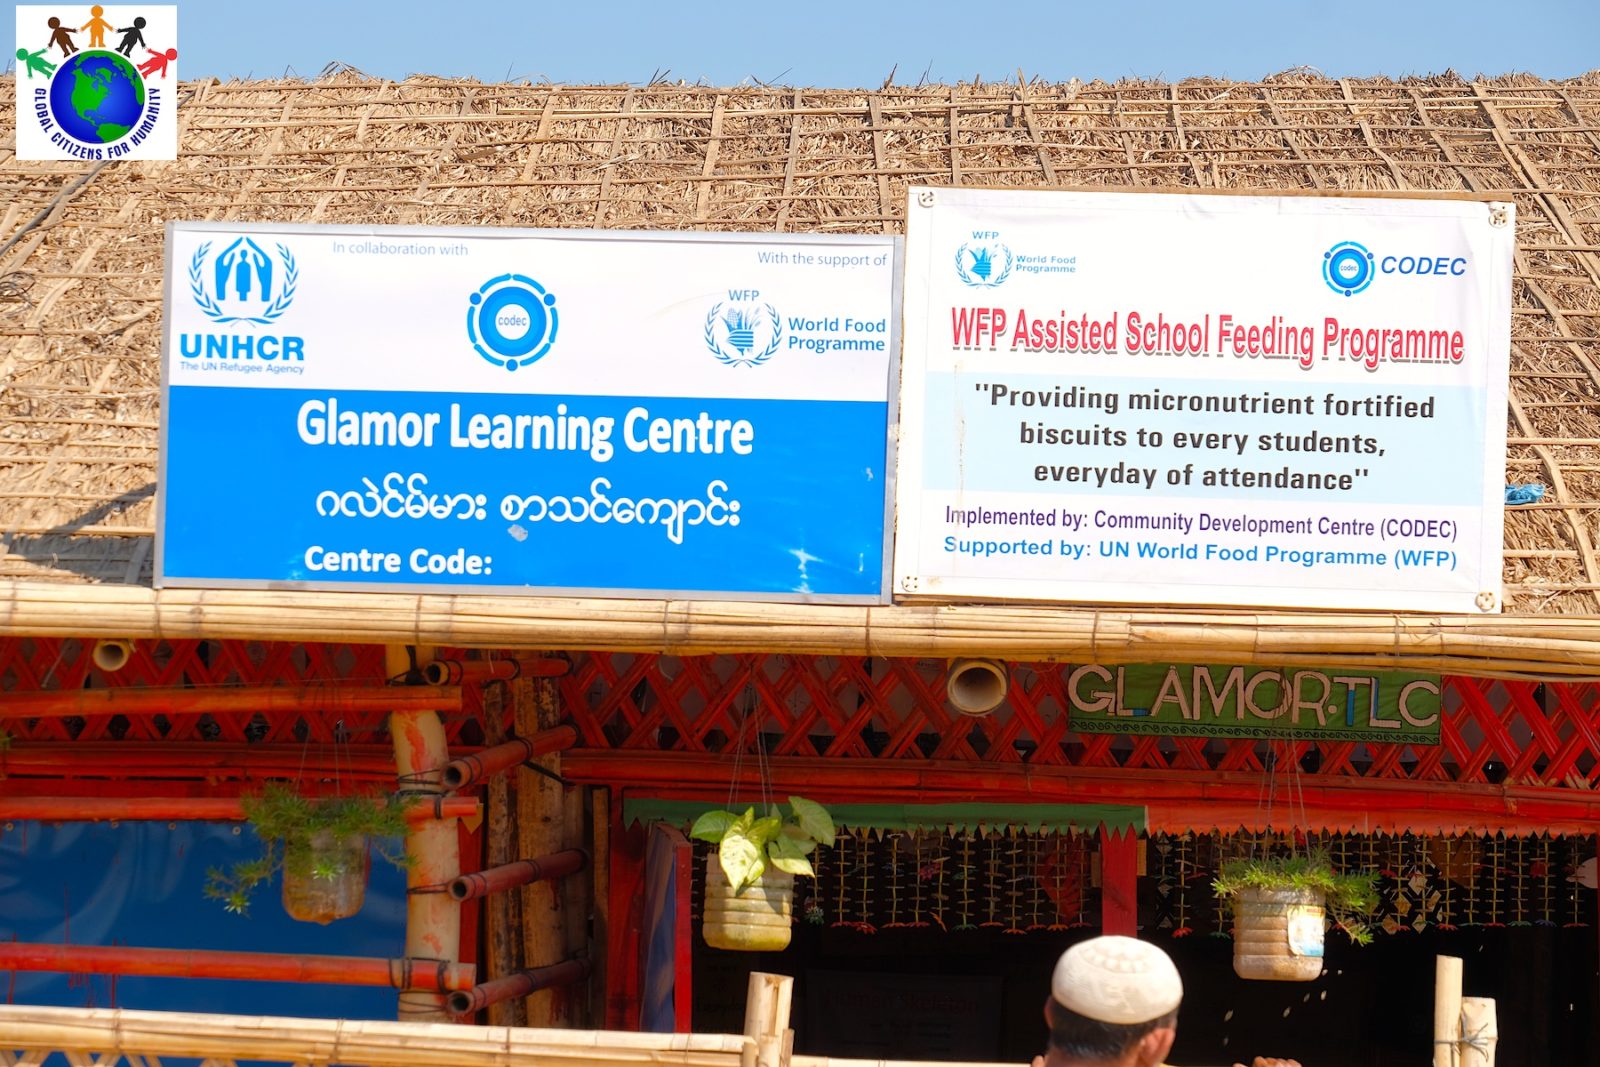 GLOBAL CITIZENS FOR HUMANITY
In collaboration with
With the support of
UNHCR
The UN Refugee Agency
codec
WFP
World Food
Programme
Glamor Learning Centre
ဂလဲင်မ်မား စာသင်ကျောင်း
Centre Code:
WFP
World Food
Programme
codec
CODEC
WFP Assisted School Feeding Programme
"Providing micronutrient fortified
biscuits to every students,
everyday of attendance"
Implemented by: Community Development Centre (CODEC)
Supported by: UN World Food Programme (WFP)
GLAMOR.TLC
Human Skeleton